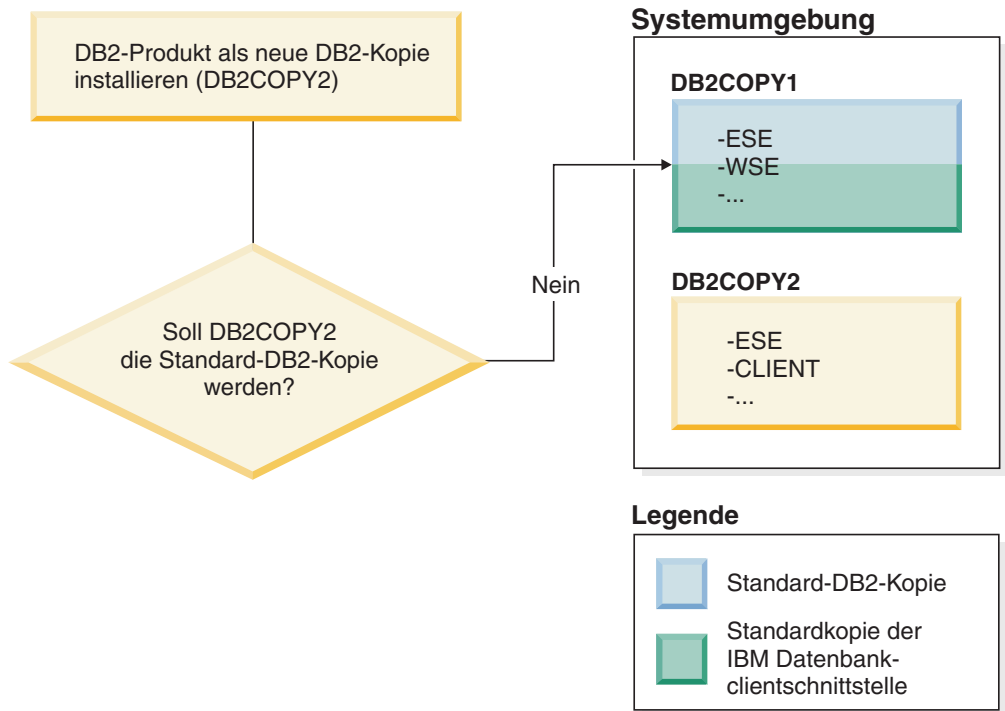 DB2-Produkt als neue DB2-Kopie
installieren (DB2COPY2)
Soll DB2COPY2
die Standard-DB2-Kopie
werden?
Nein
Systemumgebung
DB2COPY1
-ESE
-WSE
-...
DB2COPY2
-ESE
-CLIENT
-...
Legende
Standard-DB2-Kopie
Standardkopie der
IBM Datenbank-
clientschnittstelle